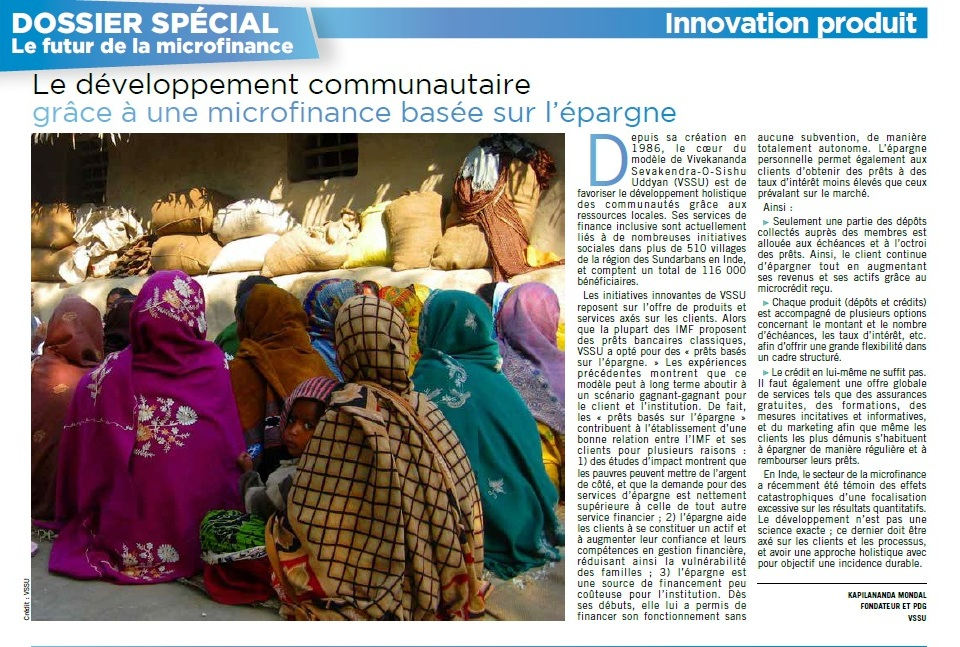 DOSSIER SPÉCIAL
Le futur de la microfinance
Innovation produit
Le développement communautaire
grâce à une microfinance basée sur l'épargne
Depuis sa création en
1986, le cœur du
modèle de Vivekananda
Sevakendra-O-Sishu
Uddyan (VSSU) est de
favoriser le développement holistique
des communautés grâce aux
ressources locales. Ses services de
finance inclusive sont actuellement
liés à de nombreuses initiatives
sociales dans plus de 510 villages
de la région des Sundarbans en Inde,
et comptent un total de 116 000
bénéficiaires.
Les initiatives innovantes de VSSU
reposent sur l'offre de produits et
services axés sur les clients. Alors
que la plupart des IMF proposent
des prêts bancaires classiques,
VSSU a opté pour des « prêts basés
sur l'épargne. » Les expériences
précédentes montrent que ce
modèle peut à long terme aboutir à
un scénario gagnant-gagnant pour
le client et l'institution. De fait,
les « prêts basés sur l'épargne »
contribuent à l'établissement d'une
bonne relation entre l'IMF et ses
clients pour plusieurs raisons :
1) des études d'impact montrent que
les pauvres peuvent mettre de l'argent
de côté, et que la demande pour des
services d'épargne est nettement
supérieure à celle de tout autre
service financier ; 2) l'épargne aide
les clients à se constituer un actif et
à augmenter leur confiance et leurs
compétences en gestion financière,
réduisant ainsi la vulnérabilité
des familles ; 3) l'épargne est
une source de financement peu
coûteuse pour l'institution. Dès
ses débuts, elle lui a permis de
financer son fonctionnement sans
aucune subvention, de manière
totalement autonome. L'épargne
personnelle permet également aux
clients d'obtenir des prêts à des
taux d'intérêt moins élevés que ceux
prévalant sur le marché.
Ainsi :
► Seulement une partie des dépôts
collectés auprès des membres est
allouée aux échéances et à l'octroi
des prêts. Ainsi, le client continue
d'épargner tout en augmentant
ses revenus et ses actifs grâce au
microcrédit reçu.
► Chaque produit (dépôts et crédits)
est accompagné de plusieurs options
concernant le montant et le nombre
d'échéances, les taux d'intérêt, etc.
afin d'offrir une grande flexibilité dans
un cadre structuré.
► Le crédit en lui-même ne suffit pas.
Il faut également une offre globale
de services tels que des assurances
gratuites, des formations, des
mesures incitatives et informatives,
et du marketing afin que même les
clients les plus démunis s'habituent
à épargner de manière régulière et à
rembourser leurs prêts.
En Inde, le secteur de la microfinance
a récemment été témoin des effets
catastrophiques d'une focalisation
excessive sur les résultats quantitatifs.
Le développement n'est pas une
science exacte ; ce dernier doit être
axé sur les clients et les processus,
et avoir une approche holistique avec
pour objectif une incidence durable.
KAPILANANDA MONDAL
FONDATEUR ET PDG
VSSU
Crédit : VSSU